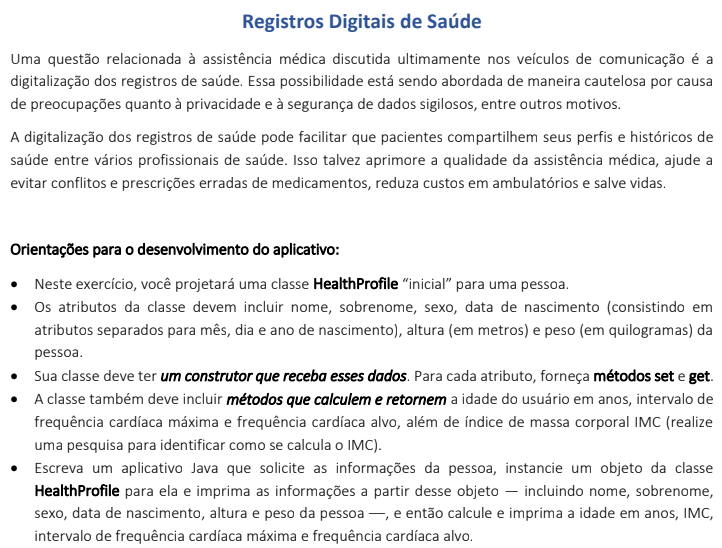 Registros Digitais de Saúde
Uma questão relacionada à assistência médica discutida ultimamente nos veículos de comunicação é a
digitalização dos registros de saúde. Essa possibilidade está sendo abordada de maneira cautelosa por causa
de preocupações quanto à privacidade e à segurança de dados sigilosos, entre outros motivos.
A digitalização dos registros de saúde pode facilitar que pacientes compartilhem seus perfis e históricos de
saúde entre vários profissionais de saúde. Isso talvez aprimore a qualidade da assistência médica, ajude a
evitar conflitos e prescrições erradas de medicamentos, reduza custos em ambulatórios e salve vidas.
Orientações para o desenvolvimento do aplicativo:
• Neste exercício, você projetará uma classe HealthProfile “inicial” para uma pessoa.
• Os atributos da classe devem incluir nome, sobrenome, sexo, data de nascimento (consistindo em
atributos separados para mês, dia e ano de nascimento), altura (em metros) e peso (em quilogramas) da
pessoa.
• Sua classe deve ter um construtor que receba esses dados. Para cada atributo, forneça métodos set e get.
• A classe também deve incluir métodos que calculem e retornem a idade do usuário em anos, intervalo de
frequência cardíaca máxima e frequência cardíaca alvo, além de índice de massa corporal IMC (realize
uma pesquisa para identificar como se calcula o IMC).
• Escreva um aplicativo Java que solicite as informações da pessoa, instancie um objeto da classe
HealthProfile para ela e imprima as informações a partir desse objeto — incluindo nome, sobrenome,
sexo, data de nascimento, altura e peso da pessoa —, e então calcule e imprima a idade em anos, IMC,
intervalo de frequência cardíaca máxima e frequência cardíaca alvo.